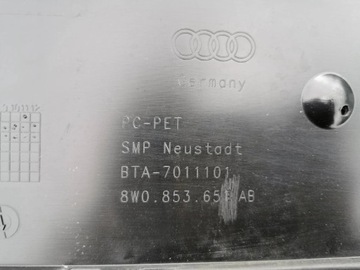 Germany
PC-PET
SMP Neustadt
BTA-7011101
8W0.853.651 AB